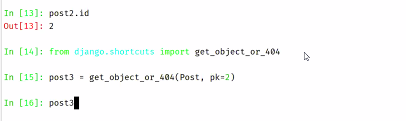 In [13]: post2.id
Out[13]: 2
In [14]: from django.shortcuts import get_object_or_404
In [15]: post3 = get_object_or_404(Post, pk=2)
In [16]: post3